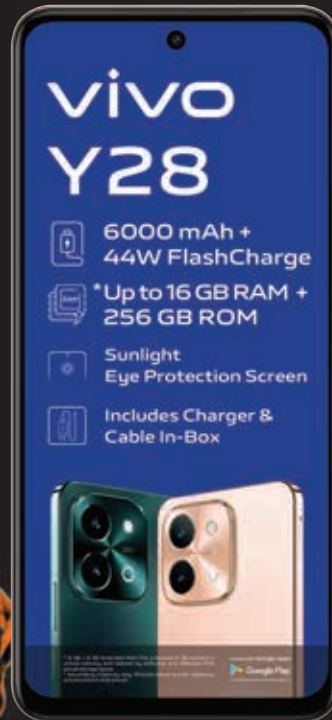 vivo
Y28
6000 mAh +
44W FlashCharge
*Up to 16 GB RAM +
256 GB ROM
Sunlight
Eye Protection Screen
Includes Charger &
Cable In-Box
Google Play